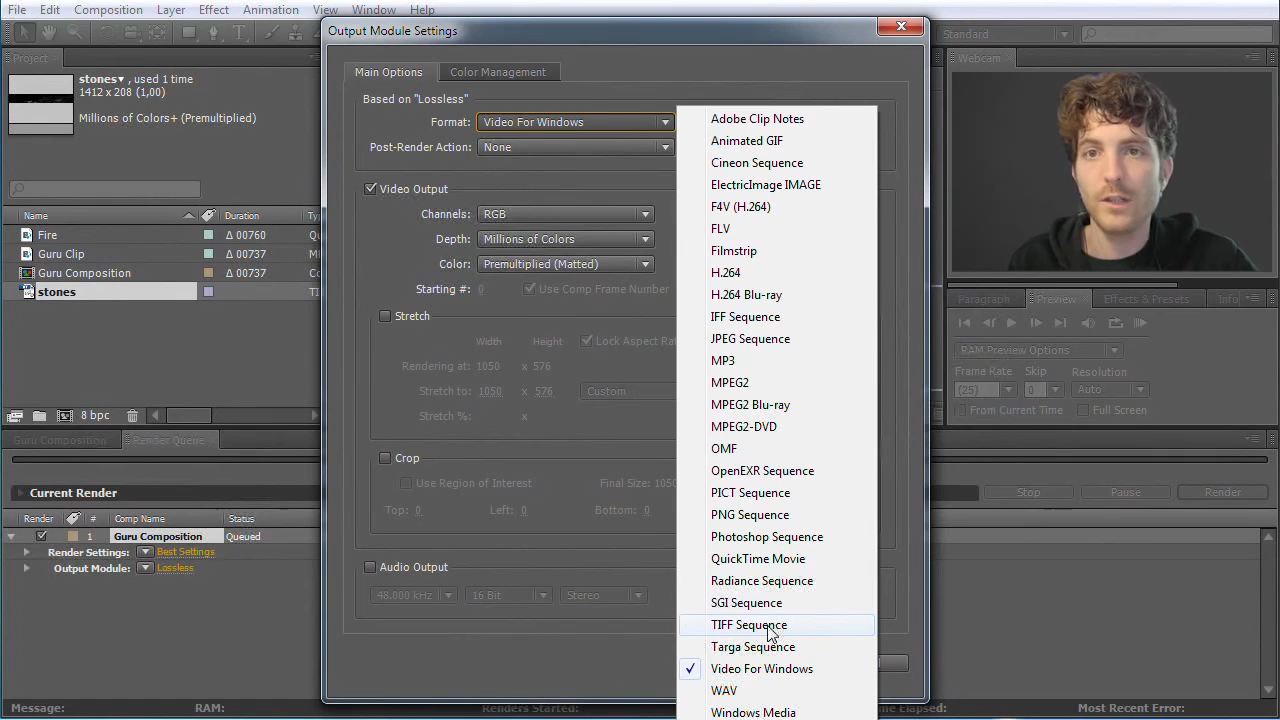 File Edit Composition Layer Effect Animation View Window Help
Output Module Settings
Standard
Project
Webcam
stones▾ , used 1 time
1412 x 208 (1,00)
Millions of Colors+ (Premultiplied)
Main Options Color Management
Based on "Lossless"
Format: Video For Windows
Post-Render Action: None
Video Output
Channels: RGB
Depth: Millions of Colors
Color: Premultiplied (Matted)
Starting #: 0 Use Comp Frame Number
Stretch
Width Height Lock Aspect Ra
Rendering at: 1050 x 576
Stretch to: 1050 x 576 Custom
Stretch %: x
Crop
Use Region of Interest Final Size: 1050
Top: 0 Left: 0 Bottom: 0
Audio Output
48.000 kHz 16 Bit Stereo
Adobe Clip Notes
Animated GIF
Cineon Sequence
ElectricImage IMAGE
F4V (H.264)
FLV
Filmstrip
H.264
H.264 Blu-ray
IFF Sequence
JPEG Sequence
MP3
MPEG2
MPEG2 Blu-ray
MPEG2-DVD
OMF
OpenEXR Sequence
PICT Sequence
PNG Sequence
Photoshop Sequence
QuickTime Movie
Radiance Sequence
SGI Sequence
TIFF Sequence
Targa Sequence
Video For Windows
WAV
Windows Media
Name Duration
Fire Δ 00760 Qu
Guru Clip Δ 00737
Guru Composition Δ 00737 Co
stones TI
8 bpc
Paragraph Preview Effects & Presets Info
RAM Preview Options
Frame Rate Skip Resolution
(25) 0 Auto
From Current Time Full Screen
Guru Composition Render Queue
Current Render
Stop Pause Render
Render # Comp Name Status
1 Guru Composition Queued
Render Settings: Best Settings
Output Module: Lossless
Message: RAM: Renders Started: Elapsed: Most Recent Error: